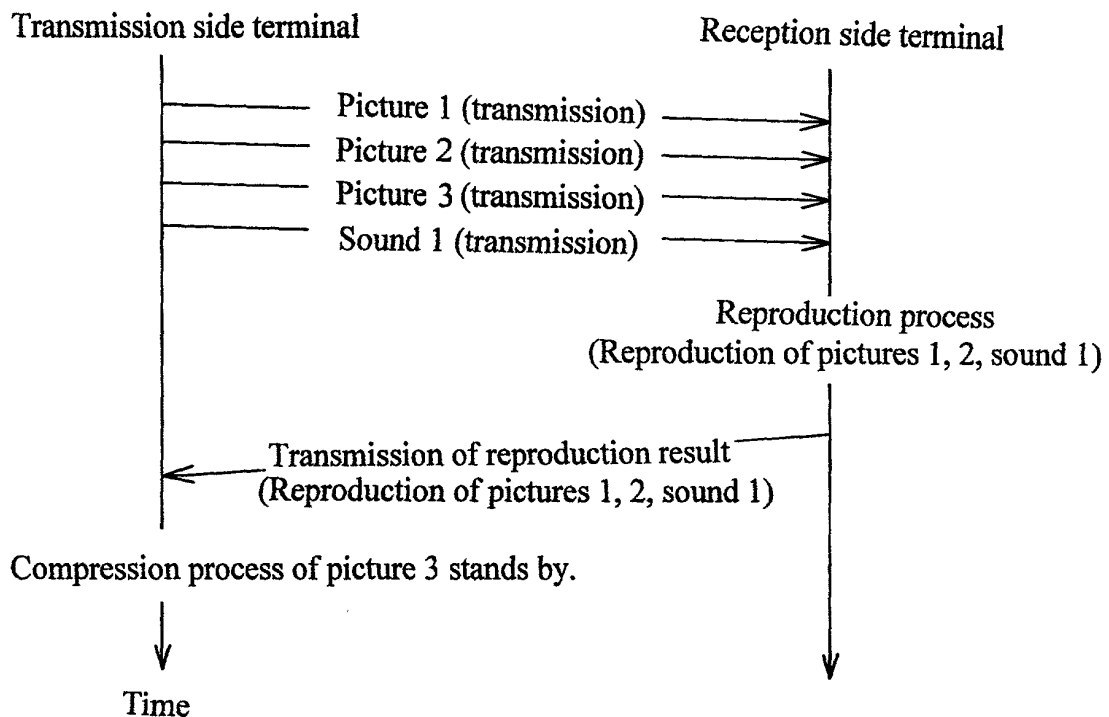 Transmission side terminal
Reception side terminal
Picture 1 (transmission)
Picture 2 (transmission)
Picture 3 (transmission)
Sound 1 (transmission)
Reproduction process
(Reproduction of pictures 1, 2, sound 1)
Transmission of reproduction result
(Reproduction of pictures 1, 2, sound 1)
Compression process of picture 3 stands by.
Time